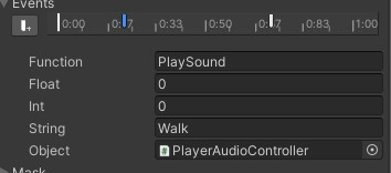 Events
0:00 0:17 0:33 0:50 0:67 0:83 1:00
Function PlaySound
Float 0
Int 0
String Walk
Object PlayerAudioController
Mask